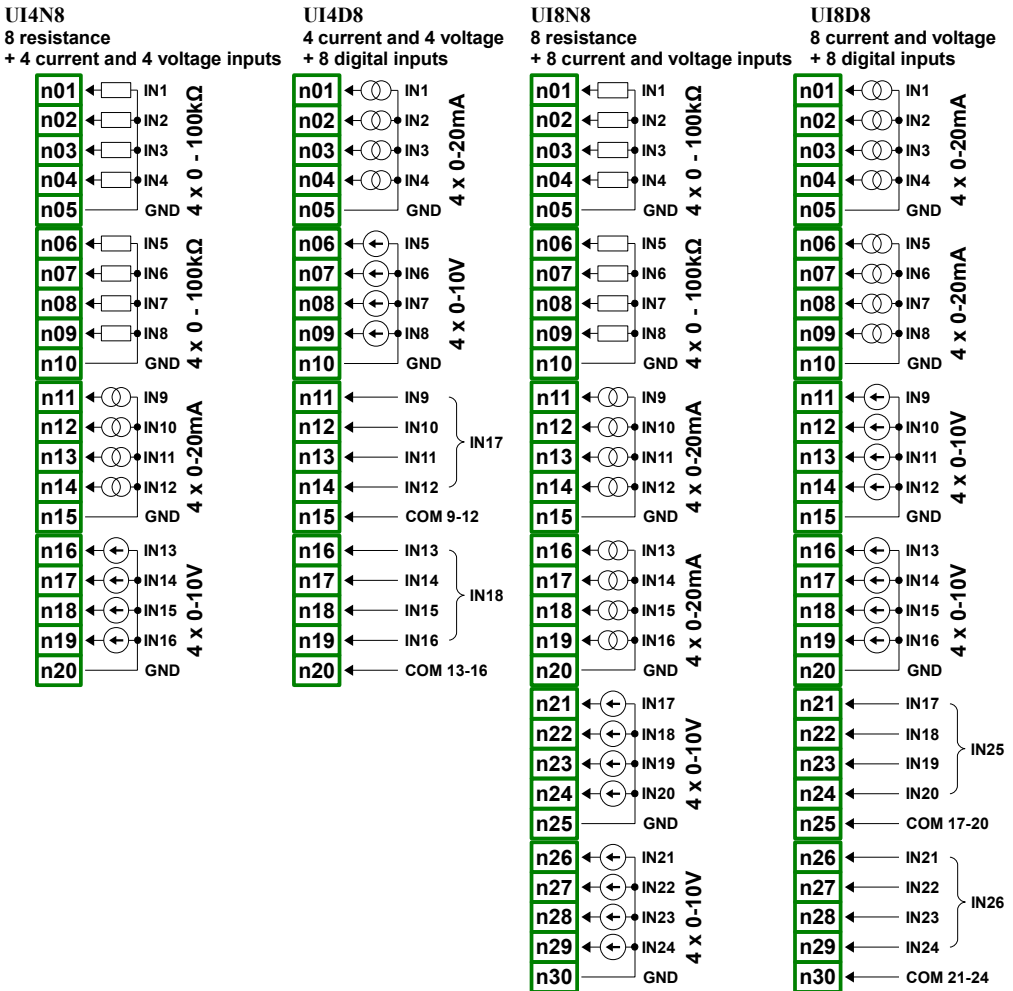 UI4N8
8 resistance
+ 4 current and 4 voltage inputs
n01 IN1
n02 IN2
n03 IN3
n04 IN4
n05 GND
4 x 0 - 100kΩ
n06 IN5
n07 IN6
n08 IN7
n09 IN8
n10 GND
4 x 0 - 100kΩ
n11 IN9
n12 IN10
n13 IN11
n14 IN12
n15 GND
4 x 0-20mA
n16 IN13
n17 IN14
n18 IN15
n19 IN16
n20 GND
4 x 0-10V
UI4D8
4 current and 4 voltage
+ 8 digital inputs
n01 IN1
n02 IN2
n03 IN3
n04 IN4
n05 GND
4 x 0-20mA
n06 IN5
n07 IN6
n08 IN7
n09 IN8
n10 GND
4 x 0-10V
n11 IN9
n12 IN10
n13 IN11
n14 IN12
IN17
n15 COM 9-12
n16 IN13
n17 IN14
n18 IN15
n19 IN16
IN18
n20 COM 13-16
UI8N8
8 resistance
+ 8 current and voltage inputs
n01 IN1
n02 IN2
n03 IN3
n04 IN4
n05 GND
4 x 0 - 100kΩ
n06 IN5
n07 IN6
n08 IN7
n09 IN8
n10 GND
4 x 0 - 100kΩ
n11 IN9
n12 IN10
n13 IN11
n14 IN12
n15 GND
4 x 0-20mA
n16 IN13
n17 IN14
n18 IN15
n19 IN16
n20 GND
4 x 0-20mA
n21 IN17
n22 IN18
n23 IN19
n24 IN20
n25 GND
4 x 0-10V
n26 IN21
n27 IN22
n28 IN23
n29 IN24
n30 GND
4 x 0-10V
UI8D8
8 current and voltage
+ 8 digital inputs
n01 IN1
n02 IN2
n03 IN3
n04 IN4
n05 GND
4 x 0-20mA
n06 IN5
n07 IN6
n08 IN7
n09 IN8
n10 GND
4 x 0-20mA
n11 IN9
n12 IN10
n13 IN11
n14 IN12
n15 GND
4 x 0-10V
n16 IN13
n17 IN14
n18 IN15
n19 IN16
n20 GND
4 x 0-10V
n21 IN17
n22 IN18
n23 IN19
n24 IN20
IN25
n25 COM 17-20
n26 IN21
n27 IN22
n28 IN23
n29 IN24
IN26
n30 COM 21-24